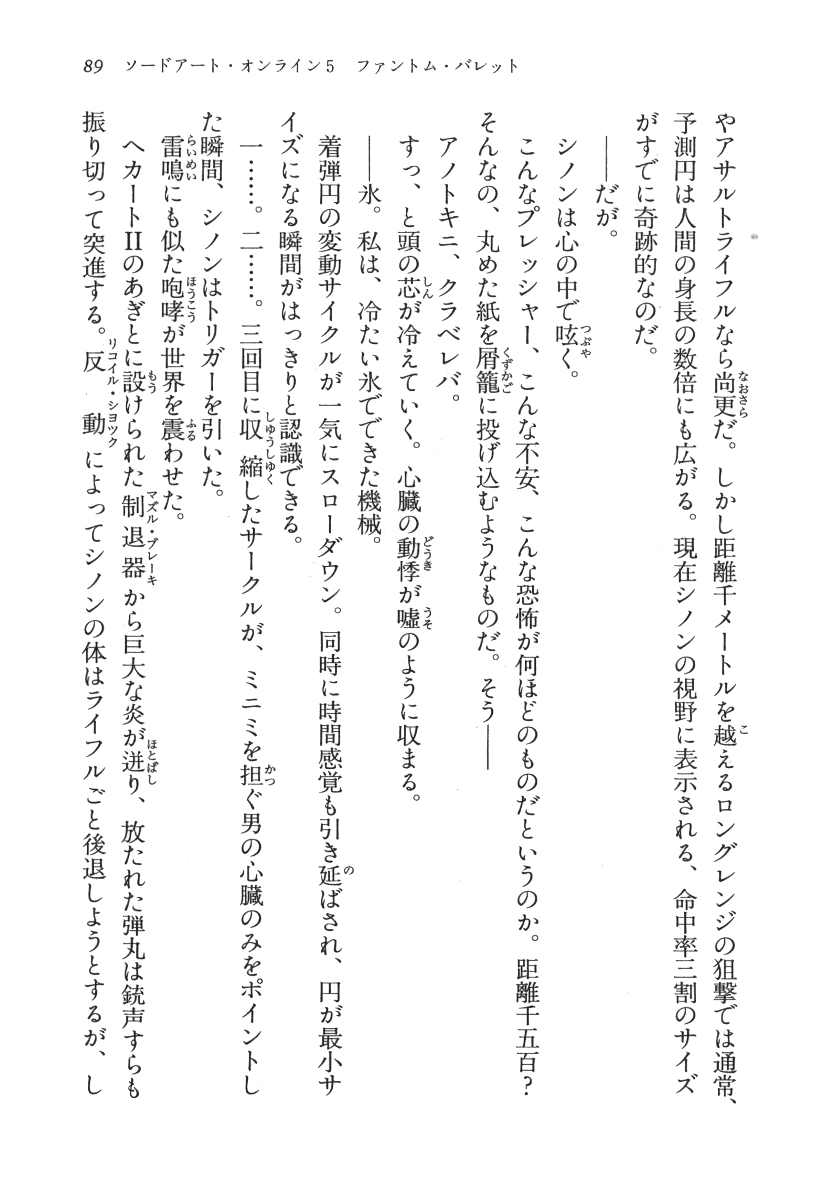 89　ソードアート・オンライン5　ファントム・バレット
やアサルトライフルなら尚更だ。しかし距離千メートルを越えるロングレンジの狙撃では通常、
予測円は人間の身長の数倍にも広がる。現在シノンの視野に表示される、命中率三割のサイズ
がすでに奇跡的なのだ。
――だが。
シノンは心の中で呟く。
こんなプレッシャー、こんな不安、こんな恐怖が何ほどのものだというのか。距離千五百？
そんなの、丸めた紙を屑籠に投げ込むようなものだ。そう――
アノトキニ、クラベレバ。
すっ、と頭の芯が冷えていく。心臓の動悸が嘘のように収まる。
――氷。私は、冷たい氷でできた機械。
着弾円の変動サイクルが一気にスローダウン。同時に時間感覚も引き延ばされ、円が最小サ
イズになる瞬間がはっきりと認識できる。
一……。二……。三回目に収縮したサークルが、ミニミを担ぐ男の心臓のみをポイントし
た瞬間、シノンはトリガーを引いた。
雷鳴にも似た咆哮が世界を震わせた。
ヘカートⅡのあぎとに設けられた制退器から巨大な炎が迸り、放たれた弾丸は銃声すらも
振り切って突進する。反動によってシノンの体はライフルごと後退しようとするが、し